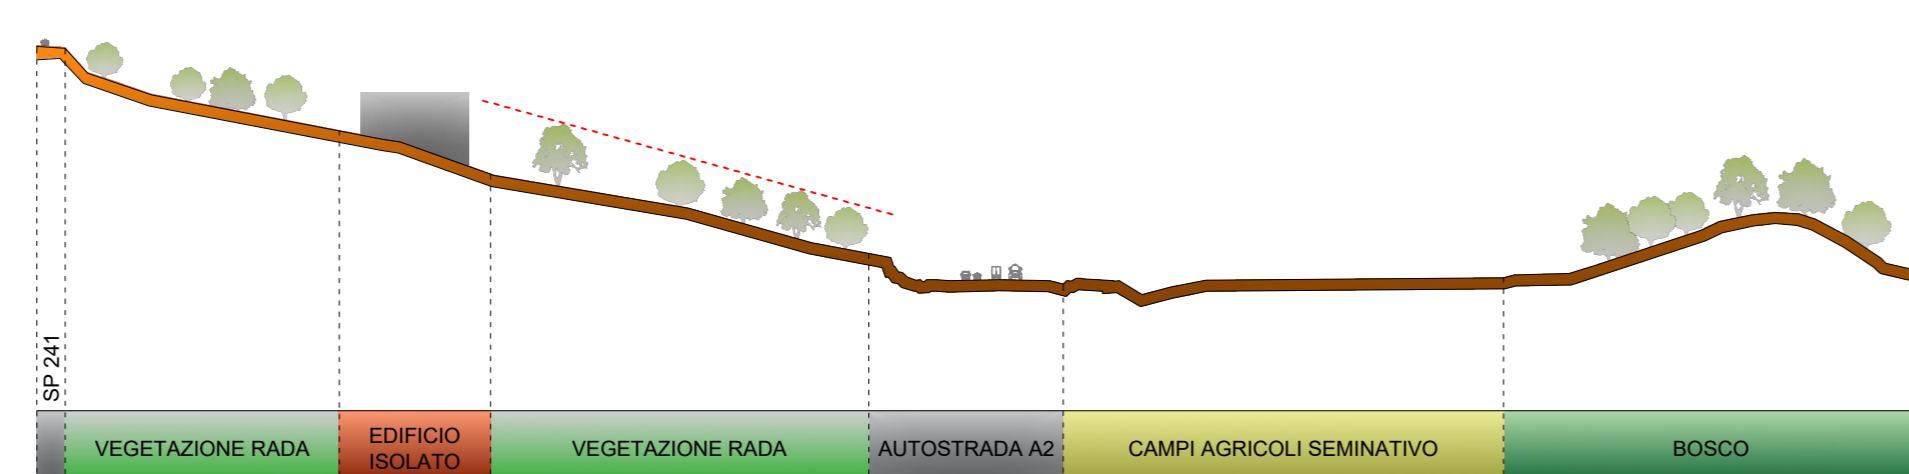 SP 241
VEGETAZIONE RADA
EDIFICIO
ISOLATO
VEGETAZIONE RADA
AUTOSTRADA A2
CAMPI AGRICOLI SEMINATIVO
BOSCO